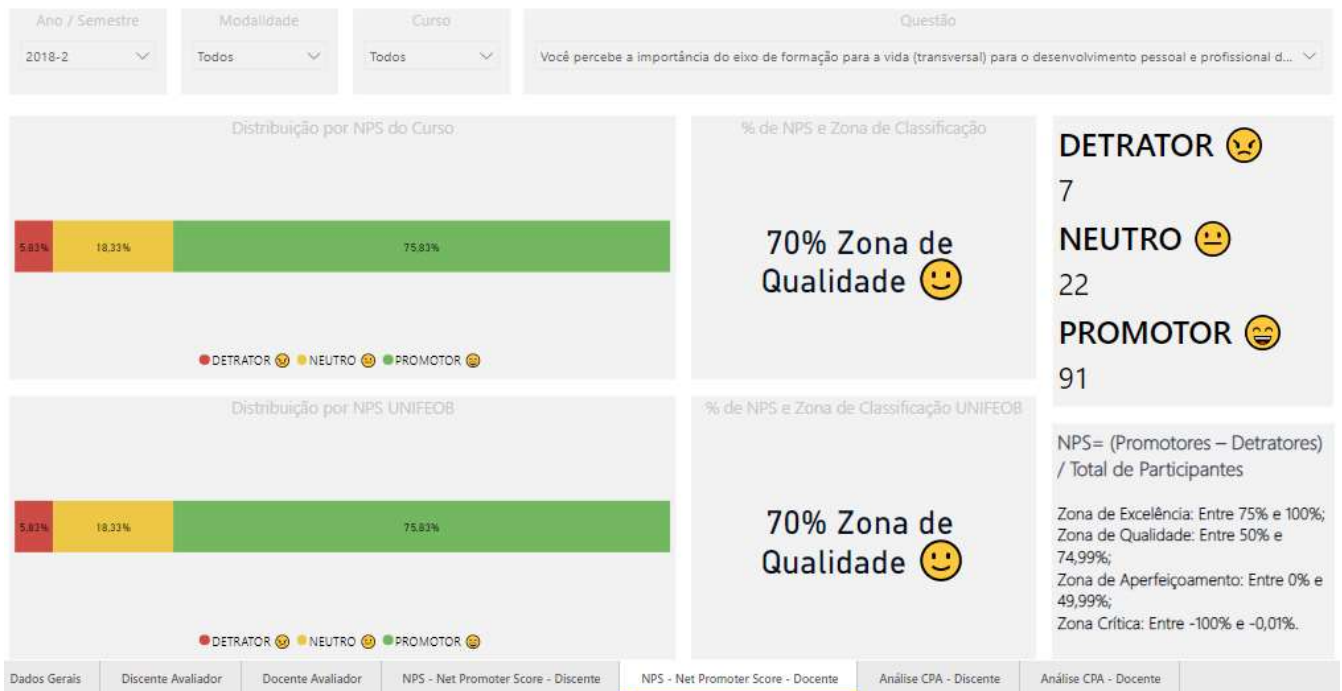 Ano / Semestre
Modalidade
Curso
Questão
2018-2
Todos
Todos
Você percebe a importância do eixo de formação para a vida (transversal) para o desenvolvimento pessoal e profissional d...
Distribuição por NPS do Curso
5,83%
18,33%
75,83%
DETRATOR 😠 NEUTRO 😐 PROMOTOR 😄
% de NPS e Zona de Classificação
70% Zona de
Qualidade 🙂
DETRATOR 😠
7
NEUTRO 😐
22
PROMOTOR 😄
91
Distribuição por NPS UNIFEOB
5,83%
18,33%
75,83%
DETRATOR 😠 NEUTRO 😐 PROMOTOR 😄
% de NPS e Zona de Classificação UNIFEOB
70% Zona de
Qualidade 🙂
NPS= (Promotores – Detratores)
/ Total de Participantes
Zona de Excelência: Entre 75% e 100%;
Zona de Qualidade: Entre 50% e
74,99%;
Zona de Aperfeiçoamento: Entre 0% e
49,99%;
Zona Crítica: Entre -100% e -0,01%.
Dados Gerais
Discente Avaliador
Docente Avaliador
NPS - Net Promoter Score - Discente
NPS - Net Promoter Score - Docente
Análise CPA - Discente
Análise CPA - Docente